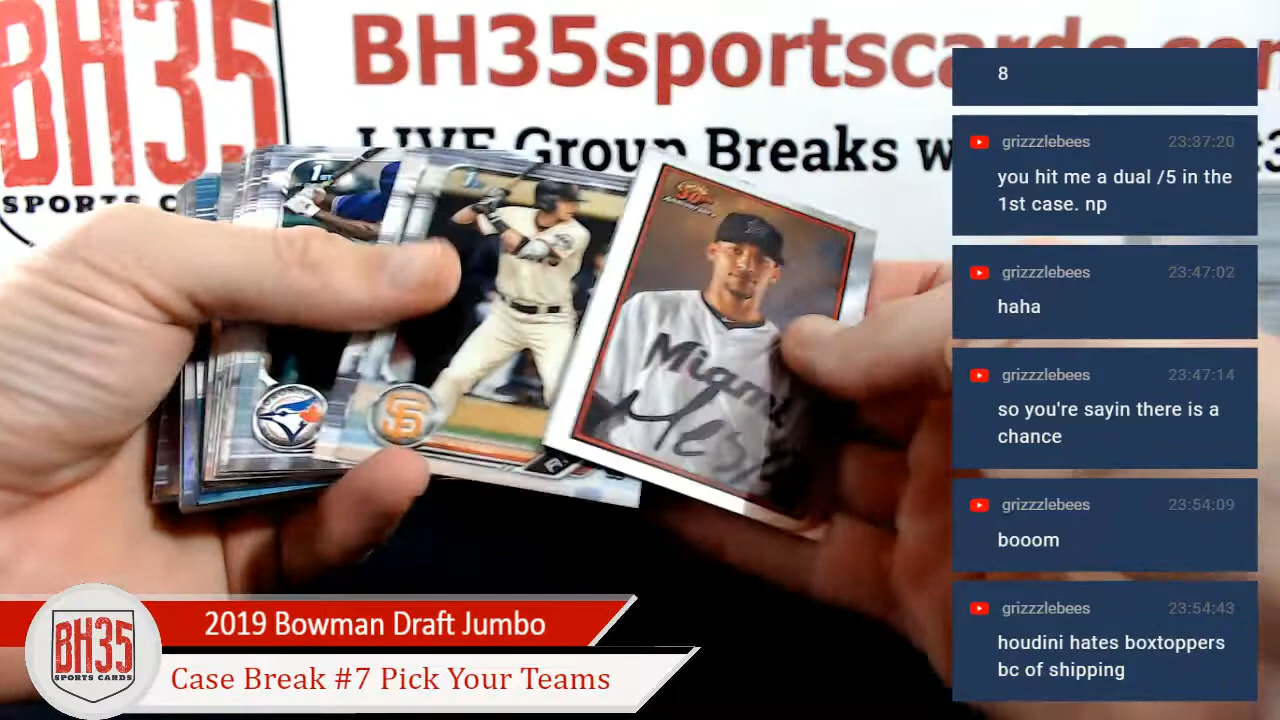 BH35
SPORTS C
BH35sportsca
LIVE Group Breaks w
8
grizzzlebees 23:37:20
you hit me a dual /5 in the
1st case. np
grizzzlebees 23:47:02
haha
grizzzlebees 23:47:14
so you're sayin there is a
chance
grizzzlebees 23:54:09
booom
grizzzlebees 23:54:43
houdini hates boxtoppers
bc of shipping
1st
SF
Miami
BH35
SPORTS CARDS
2019 Bowman Draft Jumbo
Case Break #7 Pick Your Teams